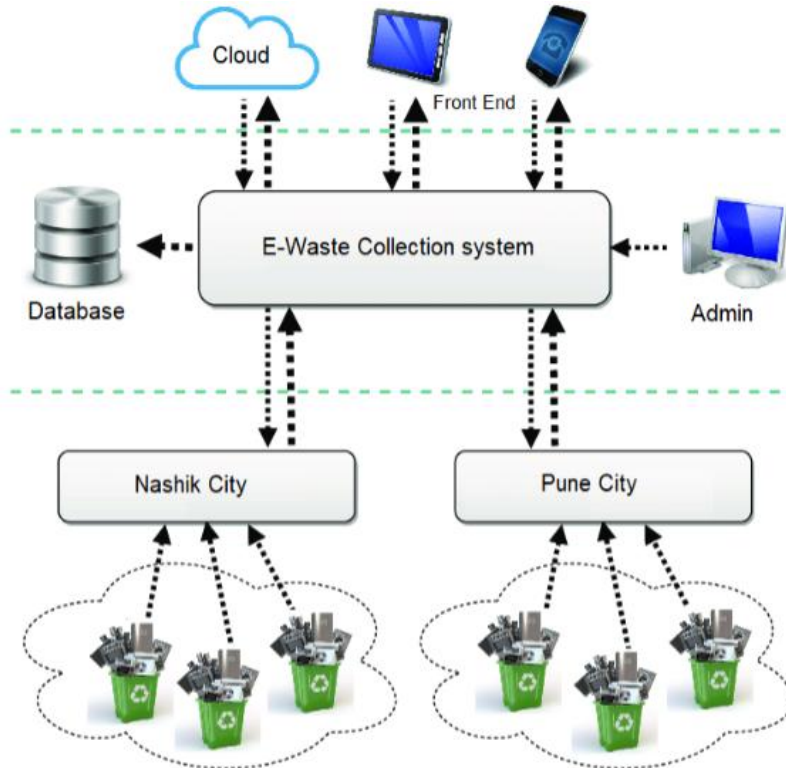 Cloud
Front End
E-Waste Collection system
Database
Admin
Nashik City
Pune City